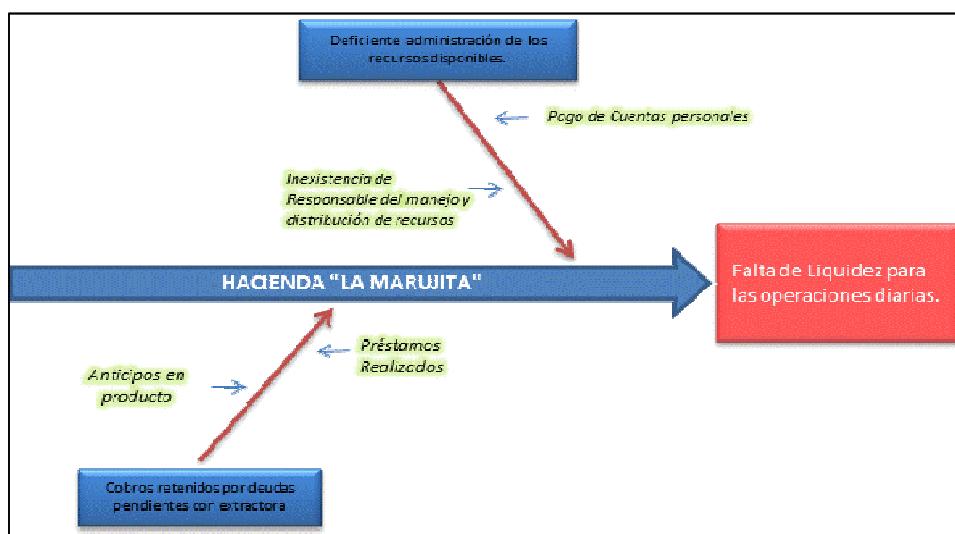 Deficiente administración de los
recursos disponibles.
Pago de Cuentas personales
Inexistencia de
Responsable del manejo y
distribución de recursos
HACIENDA "LA MARUJITA"
Falta de Liquidez para
las operaciones diarias.
Préstamos
Realizados
Anticipos en
producto
Cobros retenidos por deudas
pendientes con extractora